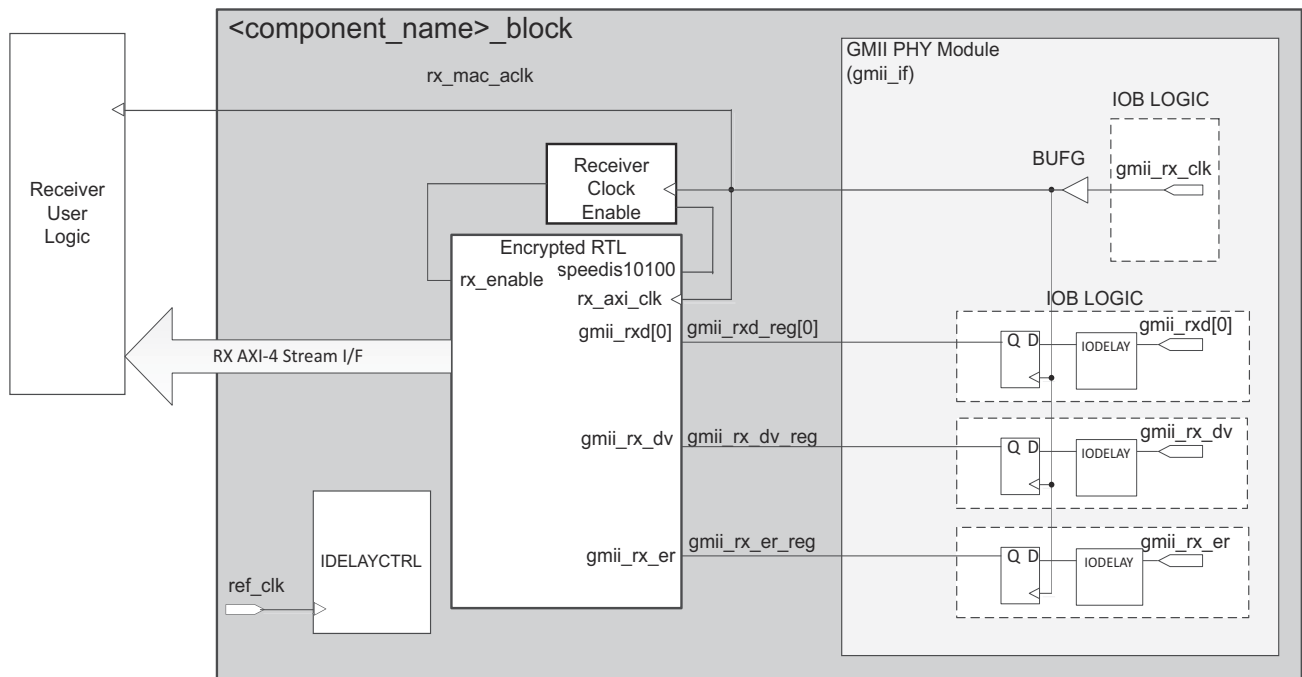 <component_name>_block
GMII PHY Module
(gmii_if)
rx_mac_aclk
IOB LOGIC
BUFG
gmii_rx_clk
Receiver
User
Logic
Receiver
Clock
Enable
Encrypted RTL
speedis10100
rx_enable
rx_axi_clk
IOB LOGIC
gmii_rxd[0]
gmii_rxd_reg[0]
Q D
IODELAY
gmii_rxd[0]
RX AXI-4 Stream I/F
gmii_rx_dv
gmii_rx_dv_reg
Q D
IODELAY
gmii_rx_dv
gmii_rx_er
gmii_rx_er_reg
Q D
IODELAY
gmii_rx_er
IDELAYCTRL
ref_clk